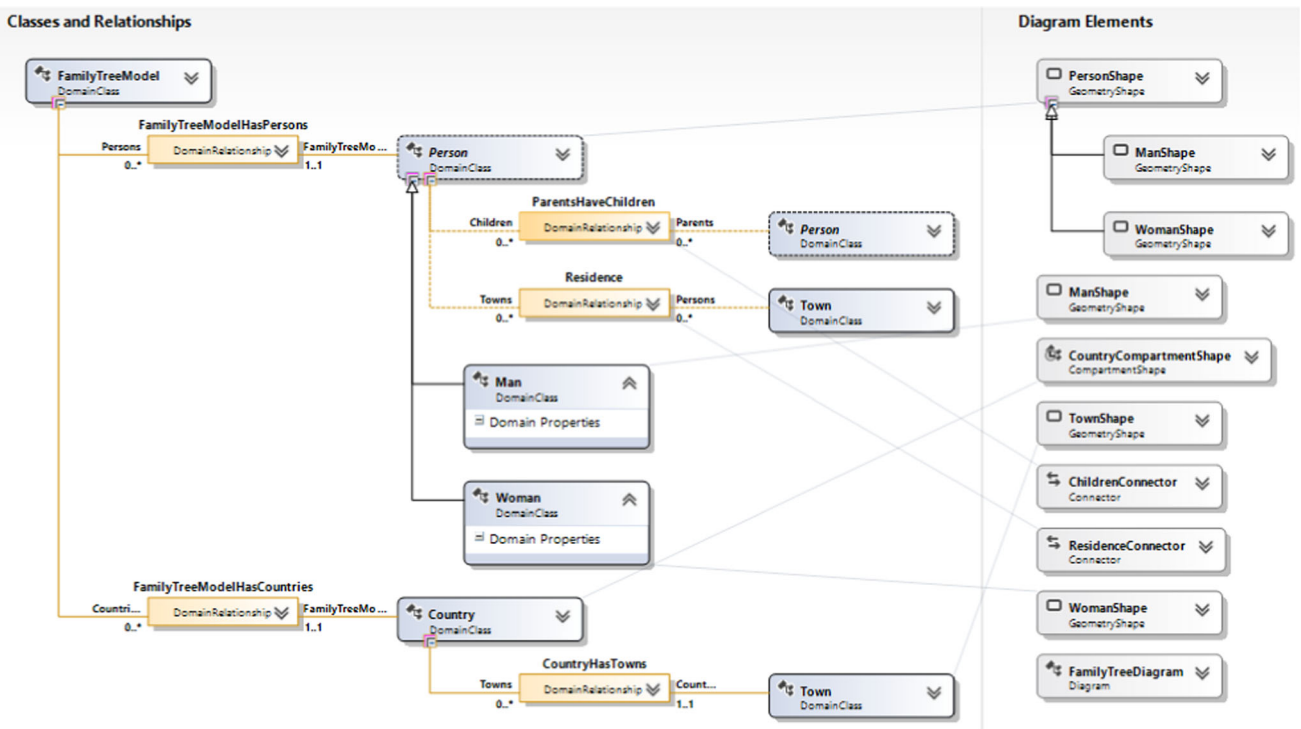 Classes and Relationships
Diagram Elements
FamilyTreeModel
DomainClass
PersonShape
GeometryShape
FamilyTreeModelHasPersons
Persons
DomainRelationship
FamilyTreeMo...
0..*
1..1
Person
DomainClass
ManShape
GeometryShape
ParentsHaveChildren
Children
DomainRelationship
Parents
0..*
0..*
Person
DomainClass
WomanShape
GeometryShape
Residence
Towns
DomainRelationship
Persons
0..*
0..*
Town
DomainClass
ManShape
GeometryShape
CountryCompartmentShape
CompartmentShape
Man
DomainClass
Domain Properties
TownShape
GeometryShape
ChildrenConnector
Connector
Woman
DomainClass
Domain Properties
ResidenceConnector
Connector
FamilyTreeModelHasCountries
Countri...
DomainRelationship
FamilyTreeMo...
0..*
1..1
Country
DomainClass
WomanShape
GeometryShape
CountryHasTowns
Towns
DomainRelationship
Count...
0..*
1..1
Town
DomainClass
FamilyTreeDiagram
Diagram